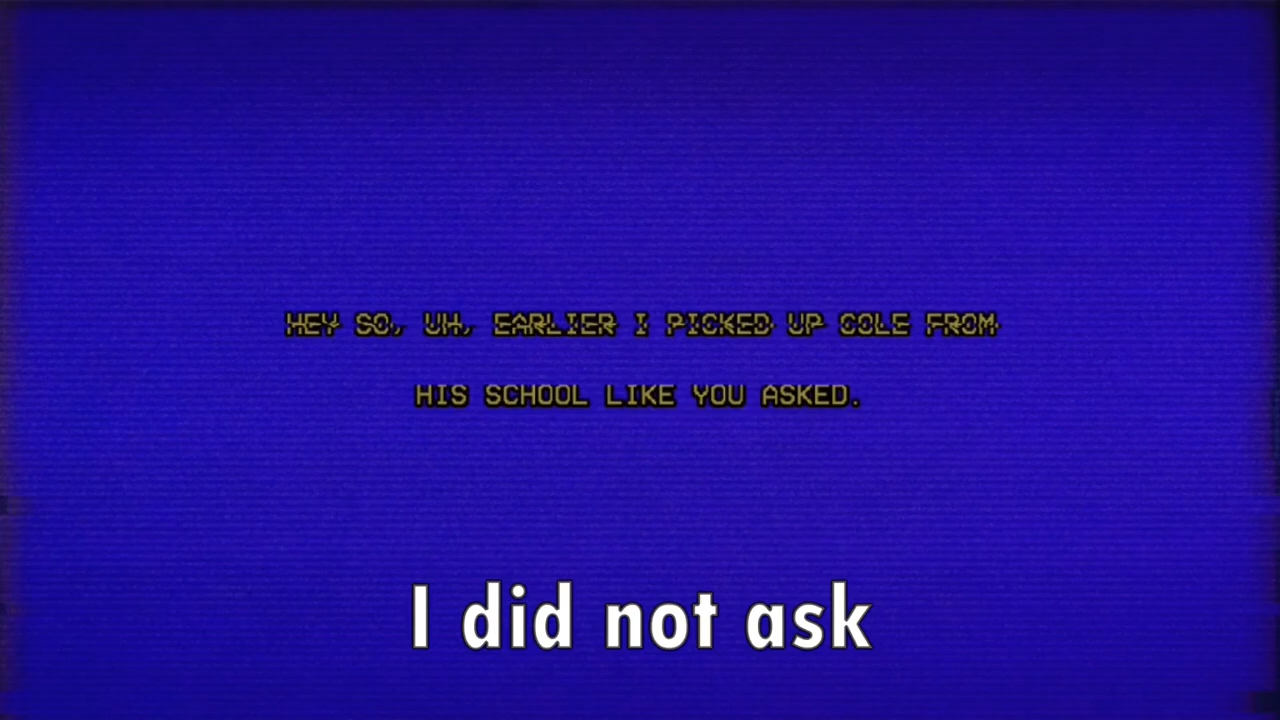 HEY SO, UH, EARLIER I PICKED UP COLE FROM
HIS SCHOOL LIKE YOU ASKED.
I did not ask